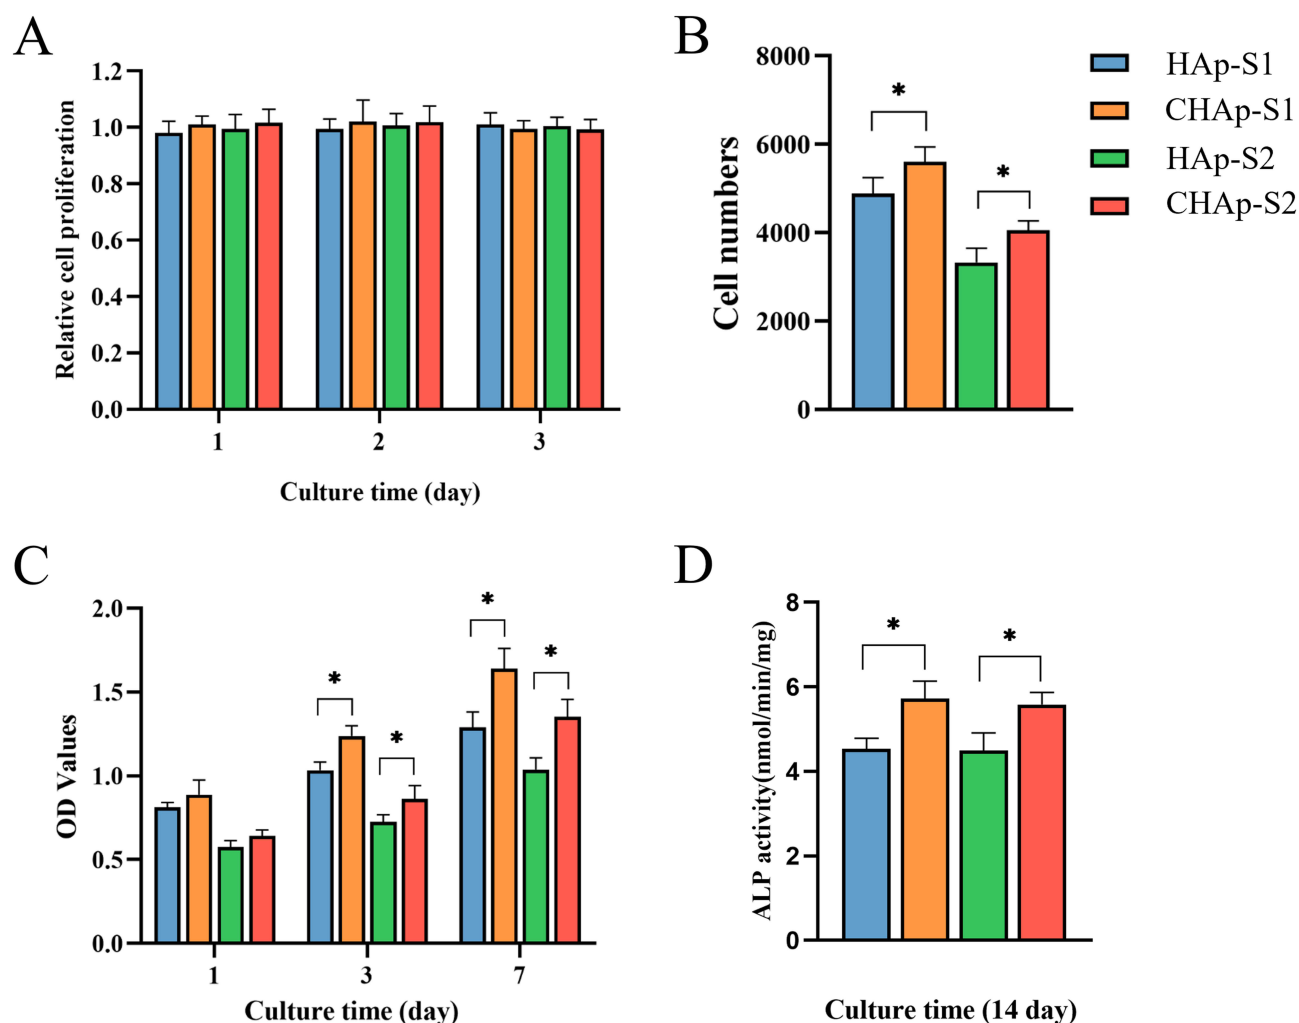 A
Relative cell proliferation
1.2
1.0
0.8
0.6
0.4
0.2
0.0
1
2
3
Culture time (day)
B
Cell numbers
8000
6000
4000
2000
0
*
*
HAp-S1
CHAp-S1
HAp-S2
CHAp-S2
C
OD Values
2.0
1.5
1.0
0.5
0.0
*
*
*
*
1
3
7
Culture time (day)
D
ALP activity(nmol/min/mg)
8
6
4
2
0
*
*
Culture time (14 day)